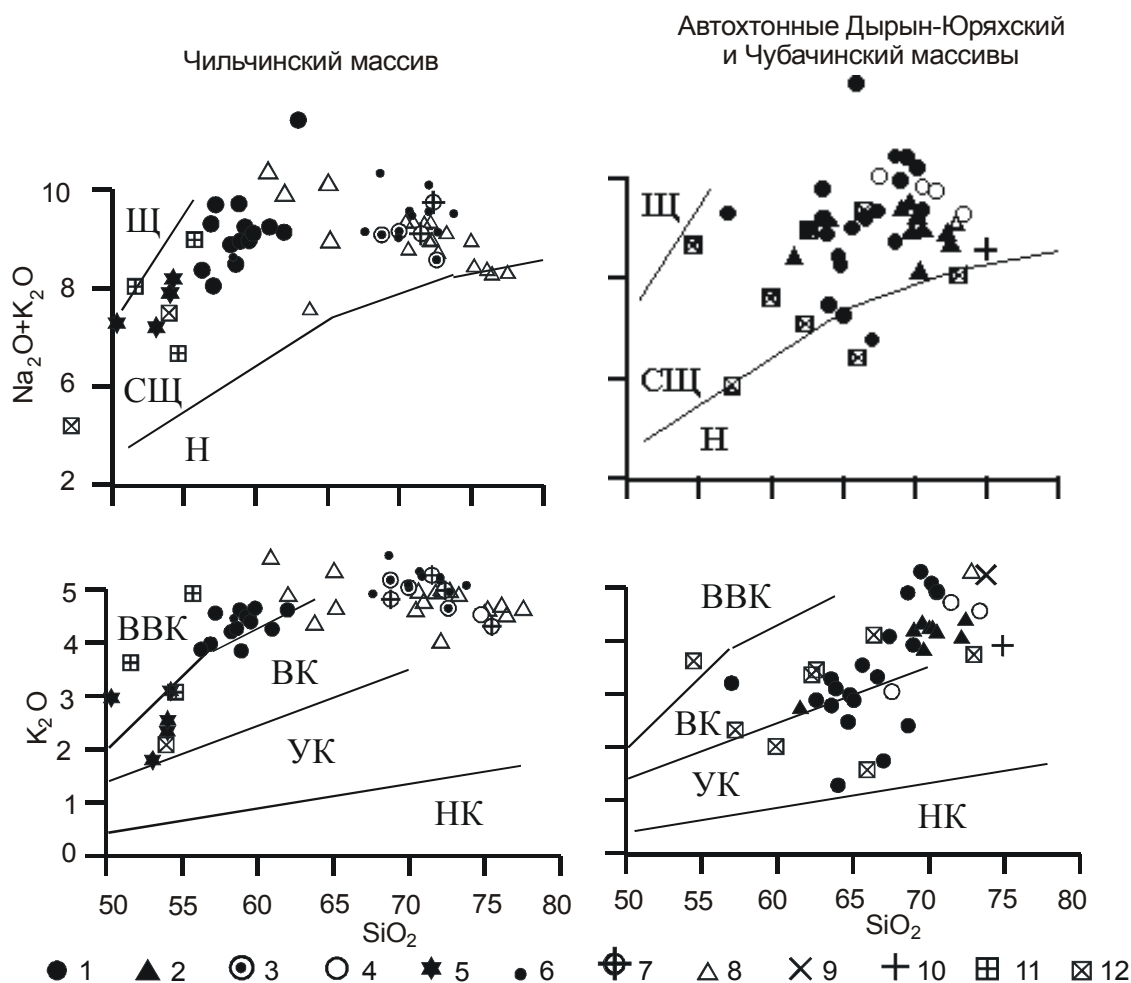 Чильчинский массив
Автохтонные Дырын-Юряхский
и Чубачинский массивы
Na₂O+K₂O
10
8
6
2
Щ
СЩ
Н
Щ
СЩ
Н
K₂O
5
4
3
2
1
0
ВВК
ВК
УК
НК
ВВК
ВК
УК
НК
50 55 60 65 70 75 80
SiO₂
50 55 60 65 70 75 80
SiO₂
1 2 3 4 5 6 7 8 9 10 11 12